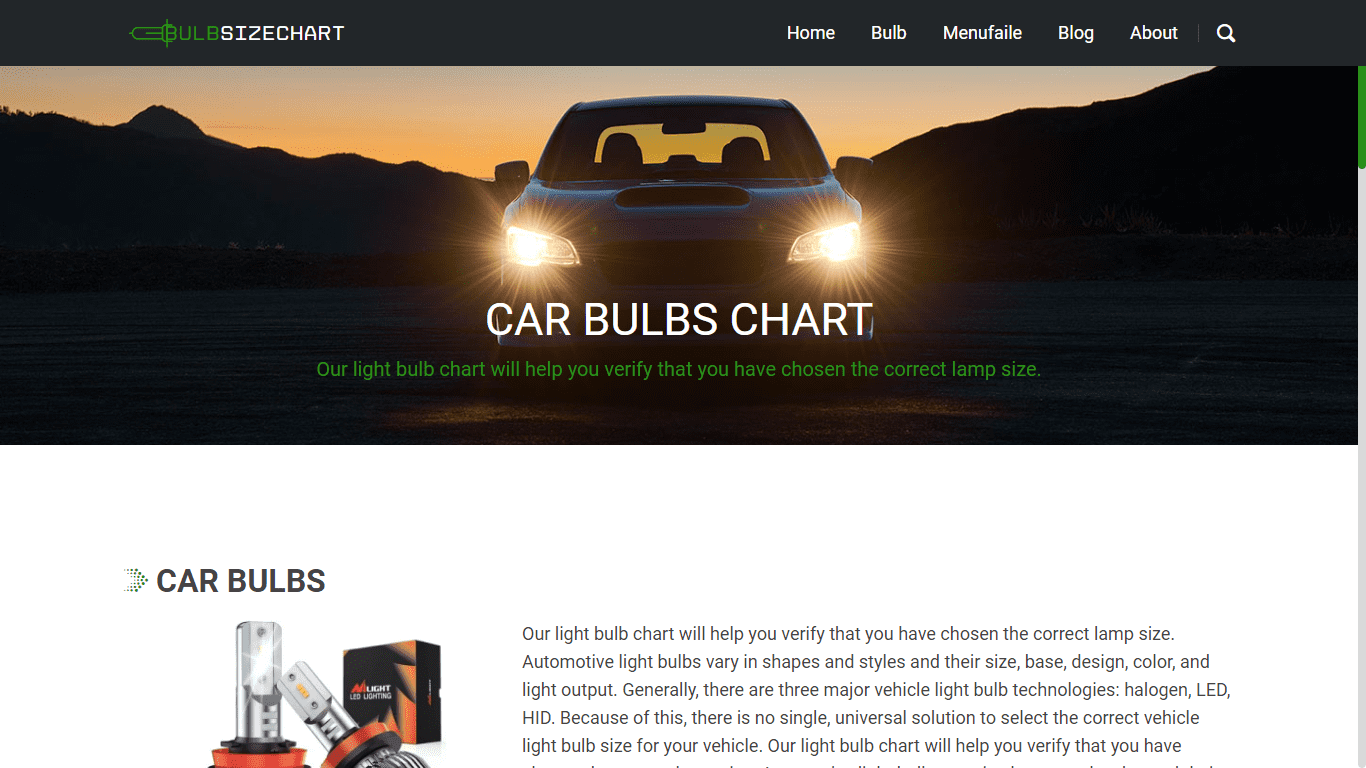 BULBSIZECHART
Home
Bulb
Menufaile
Blog
About
CAR BULBS CHART
Our light bulb chart will help you verify that you have chosen the correct lamp size.
CAR BULBS
LIGHT
LED LIGHTING
Our light bulb chart will help you verify that you have chosen the correct lamp size.
Automotive light bulbs vary in shapes and styles and their size, base, design, color, and
light output. Generally, there are three major vehicle light bulb technologies: halogen, LED,
HID. Because of this, there is no single, universal solution to select the correct vehicle
light bulb size for your vehicle. Our light bulb chart will help you verify that you have